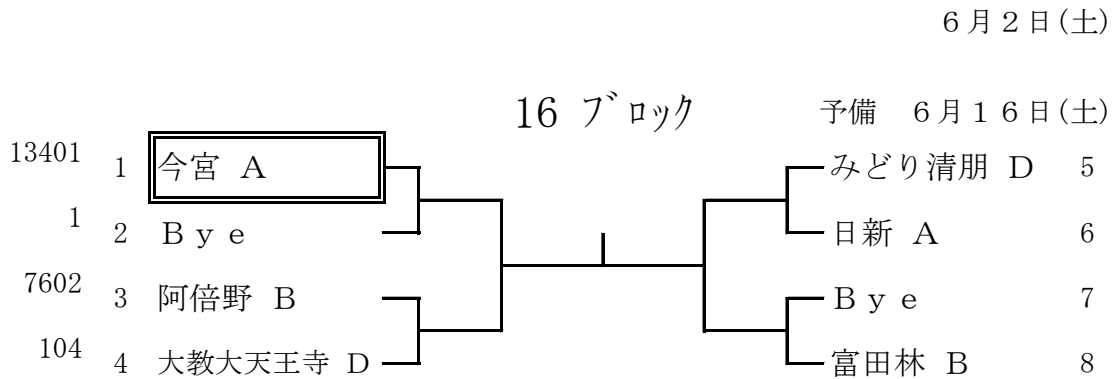 6月2日(土)
16 ブロック
予備 6月16日(土)
13401 1 今宮 A
みどり清朋 D 5
1 2 Bye
日新 A 6
7602 3 阿倍野 B
Bye 7
104 4 大教大天王寺 D
富田林 B 8